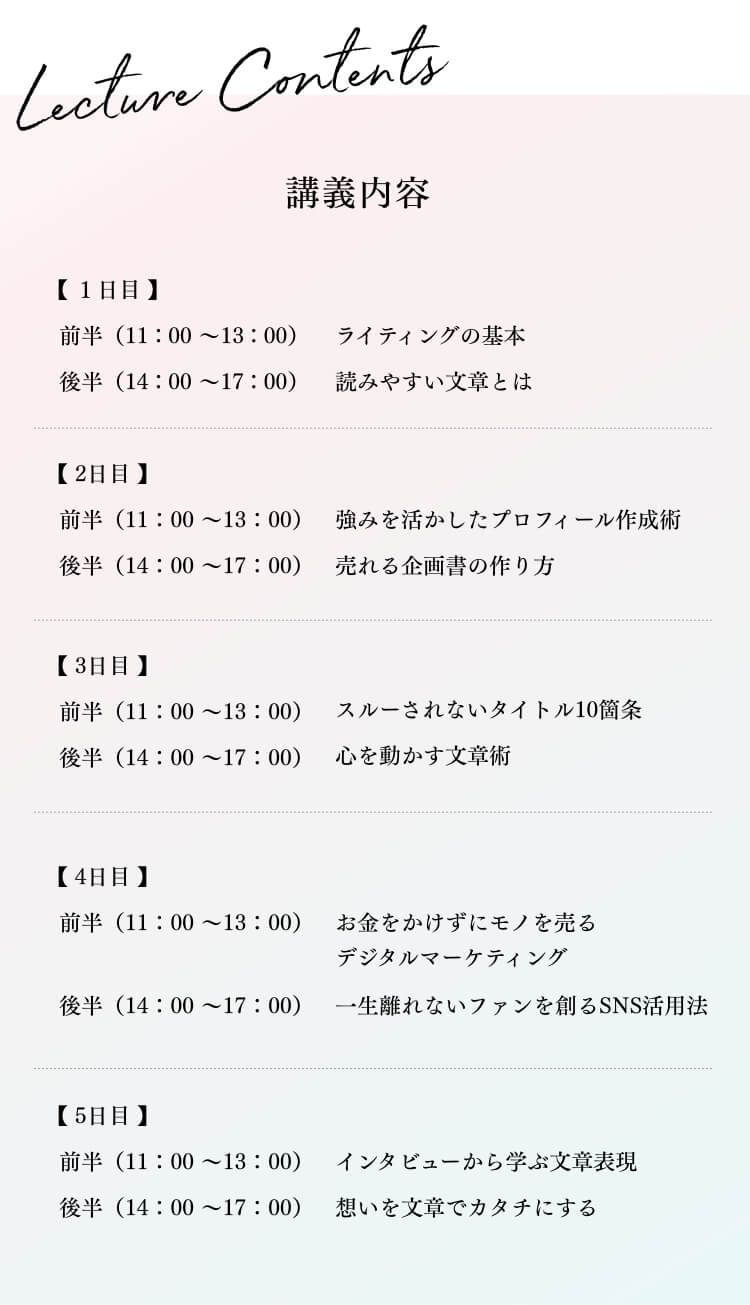 Lecture Contents
講義内容
【 １日目 】
前半（11：00 〜13：00） ライティングの基本
後半（14：00 〜17：00） 読みやすい文章とは
【 2日目 】
前半（11：00 〜13：00） 強みを活かしたプロフィール作成術
後半（14：00 〜17：00） 売れる企画書の作り方
【 3日目 】
前半（11：00 〜13：00） スルーされないタイトル10箇条
後半（14：00 〜17：00） 心を動かす文章術
【 4日目 】
前半（11：00 〜13：00） お金をかけずにモノを売る
デジタルマーケティング
後半（14：00 〜17：00） 一生離れないファンを創るSNS活用法
【 5日目 】
前半（11：00 〜13：00） インタビューから学ぶ文章表現
後半（14：00 〜17：00） 想いを文章でカタチにする